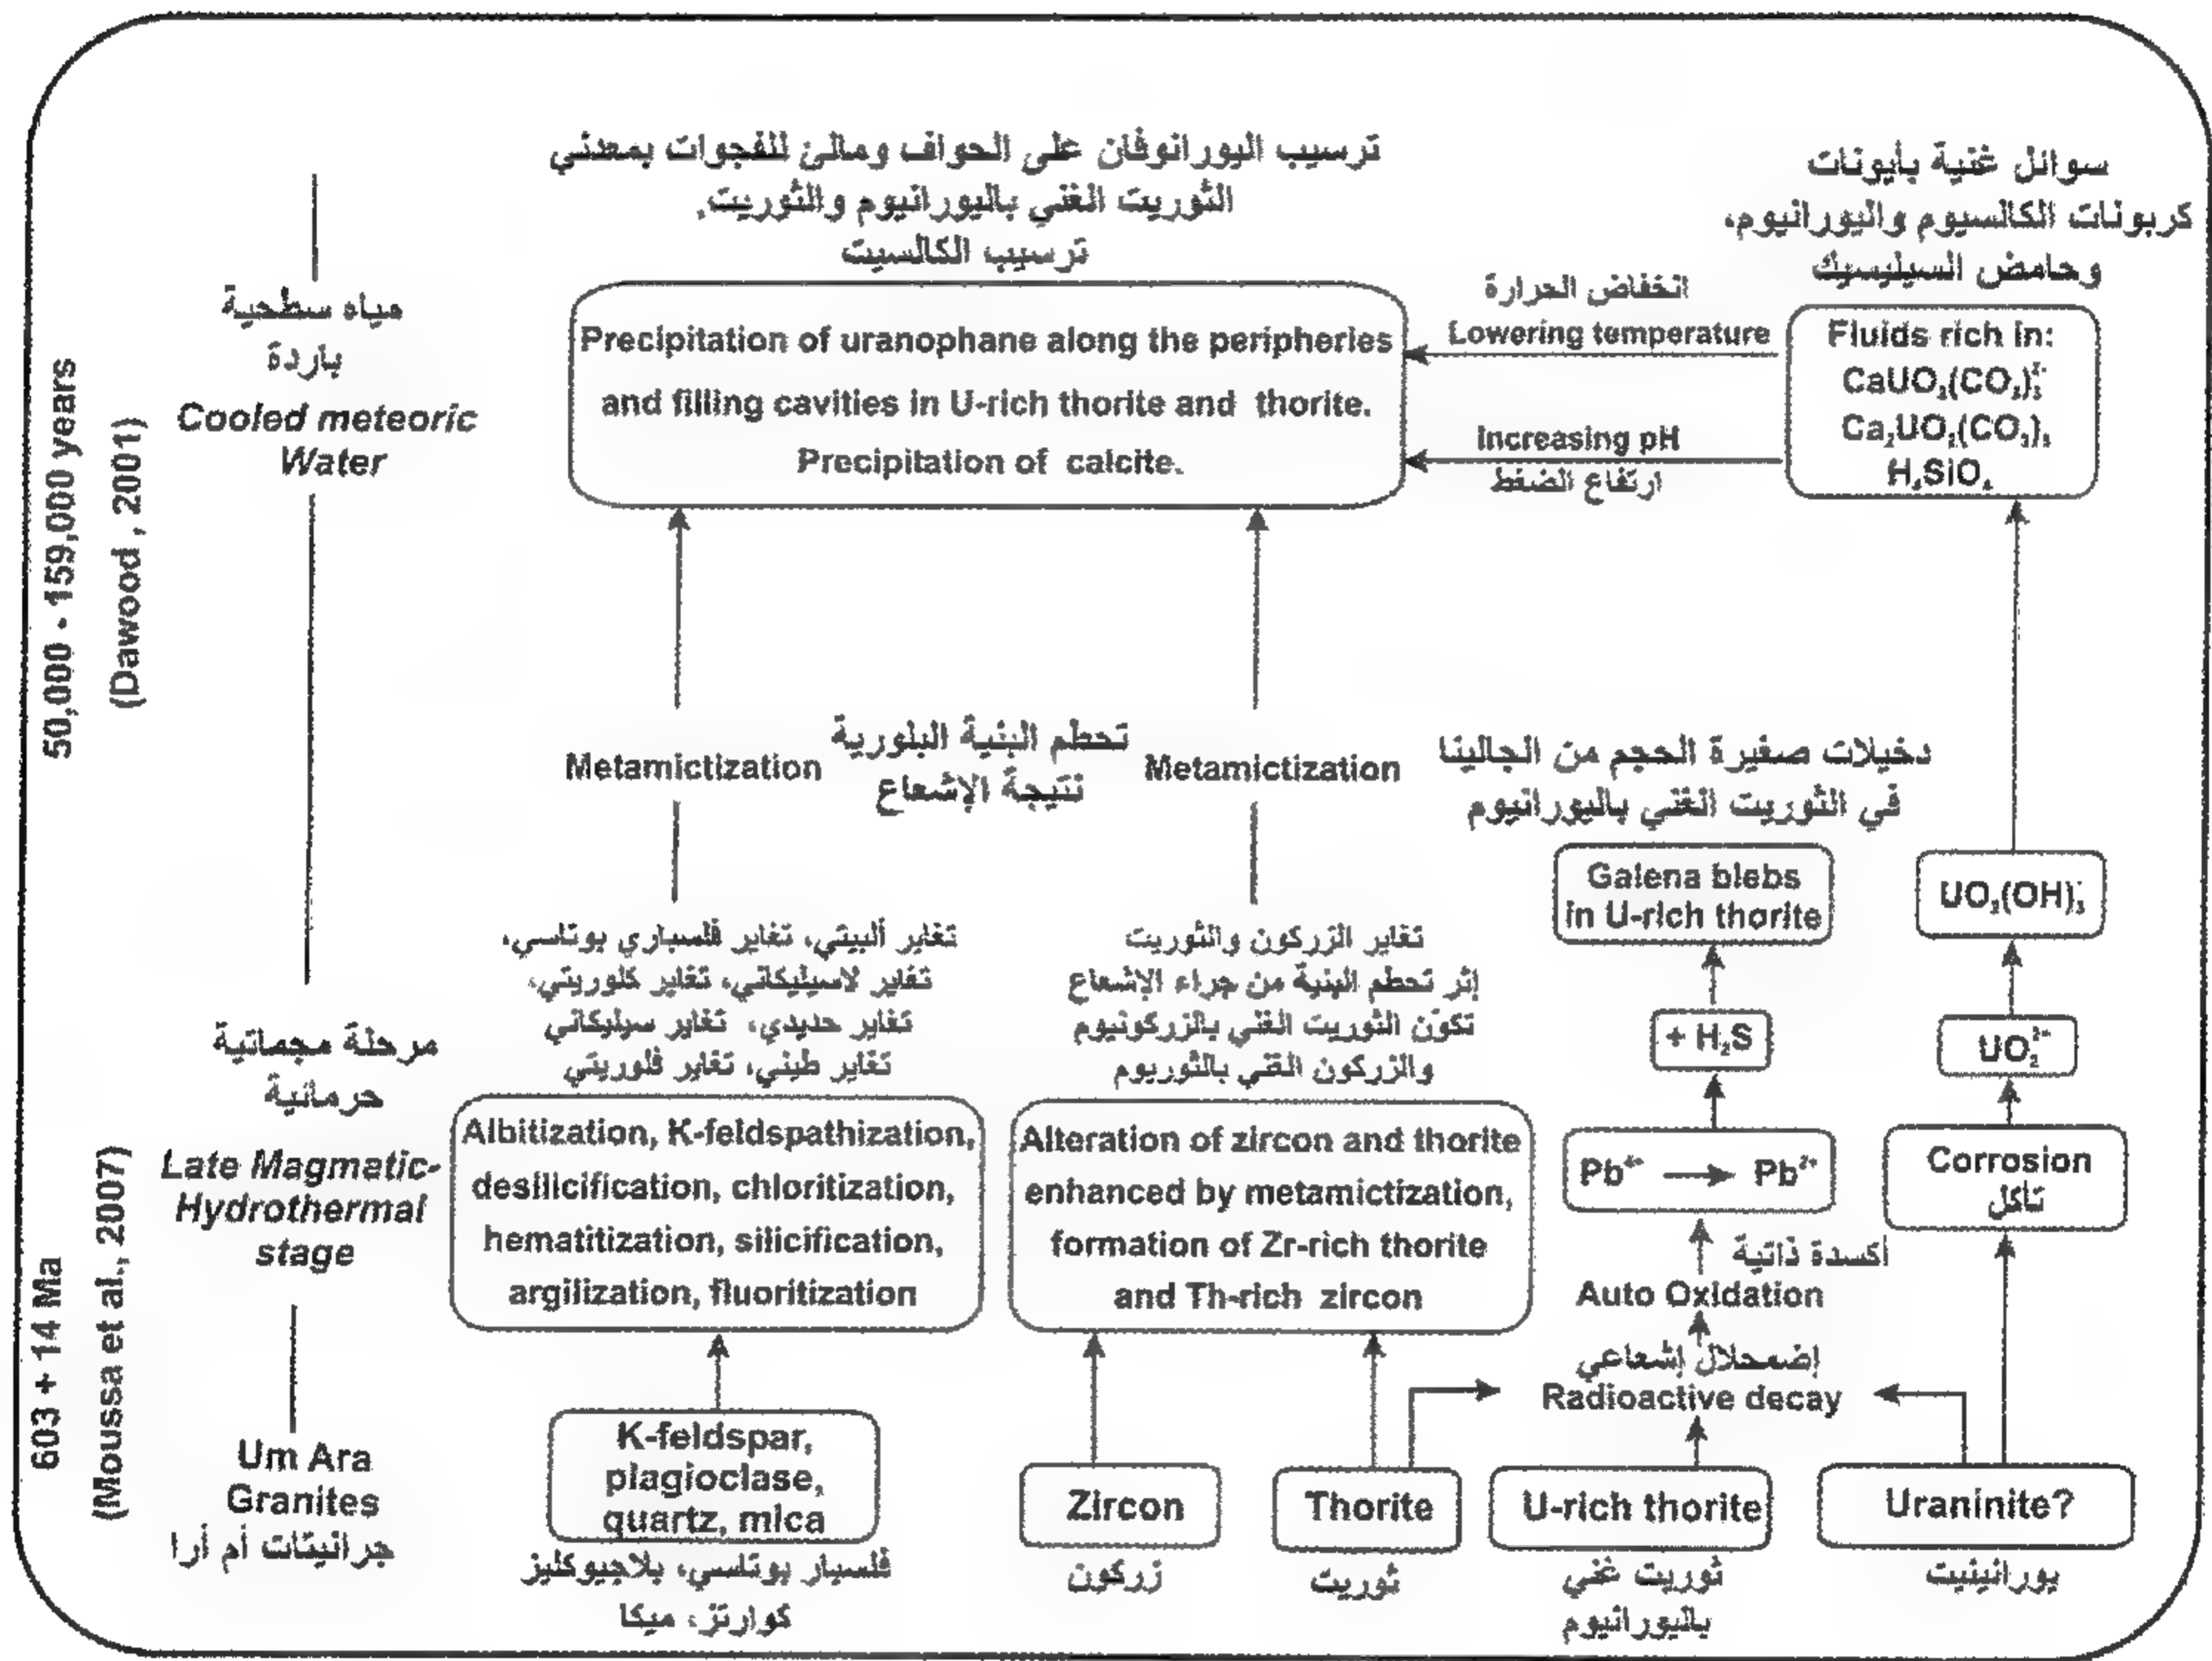 ترسيب اليورانوفان على الحواف ومالئ للفجوات بمعدني
الثوريت الغني باليورانيوم والثوريت,
ترسيب الكالسيت
سوائل غنية بأيونات
كربونات الكالسيوم واليورانيوم،
وحامض السيليسيك
مياه سطحية
باردة
Cooled meteoric
Water
50,000 - 159,000 years
(Dawood , 2001)
Precipitation of uranophane along the peripheries
and filling cavities in U-rich thorite and thorite.
Precipitation of calcite.
انخفاض الحرارة
Lowering temperature
Increasing pH
ارتفاع الضغط
Fluids rich in:
CaUO₂(CO₃)₃²⁻
Ca₂UO₂(CO₃)₃
H₄SiO₄
Metamictization
تحطم البنية البلورية
نتيجة الإشعاع
Metamictization
دخيلات صغيرة الحجم من الجالينا
في الثوريت الغني باليورانيوم
Galena blebs
in U-rich thorite
UO₂(OH)₃⁻
تغاير ألبيتي، تغاير فلسباري بوتاسي،
تغاير لاسيليكاتي، تغاير كلوريتي،
تغاير حديدي، تغاير سيليكاتي
تغاير طيني، تغاير فلوريتي
تغاير الزركون والثوريت
إثر تحطم البنية من جراء الإشعاع
تكوّن الثوريت الغني بالزركونيوم
والزركون الغني بالثوريوم
+ H₂S
UO₂²⁺
مرحلة مجماتية
حرمائية
Late Magmatic-
Hydrothermal
stage
603 + 14 Ma
(Moussa et al., 2007)
Albitization, K-feldspathization,
desilicification, chloritization,
hematitization, silicification,
argilization, fluoritization
Alteration of zircon and thorite
enhanced by metamictization,
formation of Zr-rich thorite
and Th-rich zircon
Pb⁴⁺ → Pb²⁺
Corrosion
تآكل
أكسدة ذاتية
Auto Oxidation
إضمحلال إشعاعي
Radioactive decay
Um Ara
Granites
جرانيتات أم أرا
K-feldspar,
plagioclase,
quartz, mica
فلسبار بوتاسي، بلاجيوكليز
كوارتز، ميكا
Zircon
زركون
Thorite
ثوريت
U-rich thorite
ثوريت غني
باليورانيوم
Uraninite?
يورانينيت